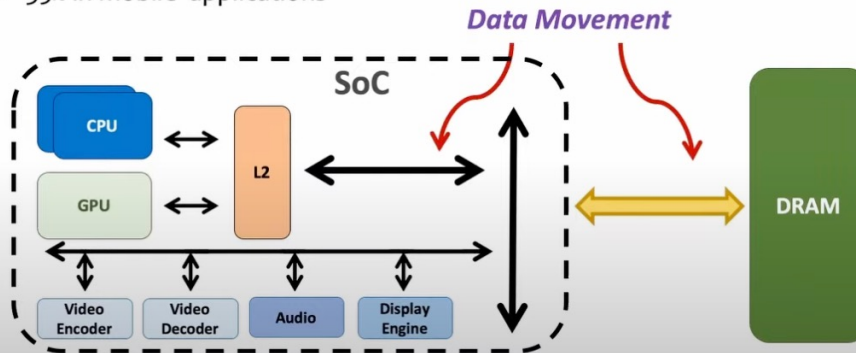 Data Movement
SoC
CPU
L2
GPU
DRAM
Video
Encoder
Video
Decoder
Audio
Display
Engine